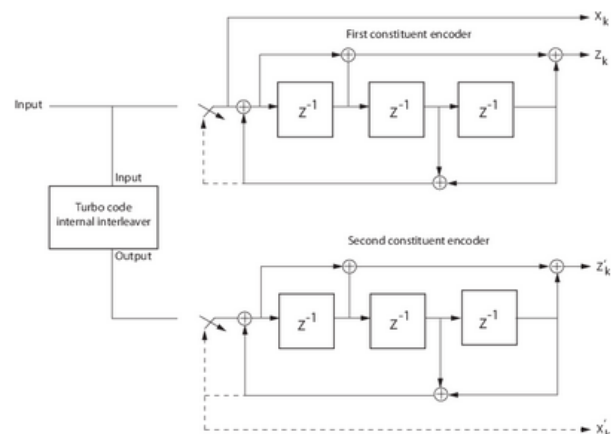 X_k
First constituent encoder
Z_k
Input
Z^-1
Z^-1
Z^-1
Input
Turbo code
internal interleaver
Output
Second constituent encoder
Z'_k
Z^-1
Z^-1
Z^-1
X'_k